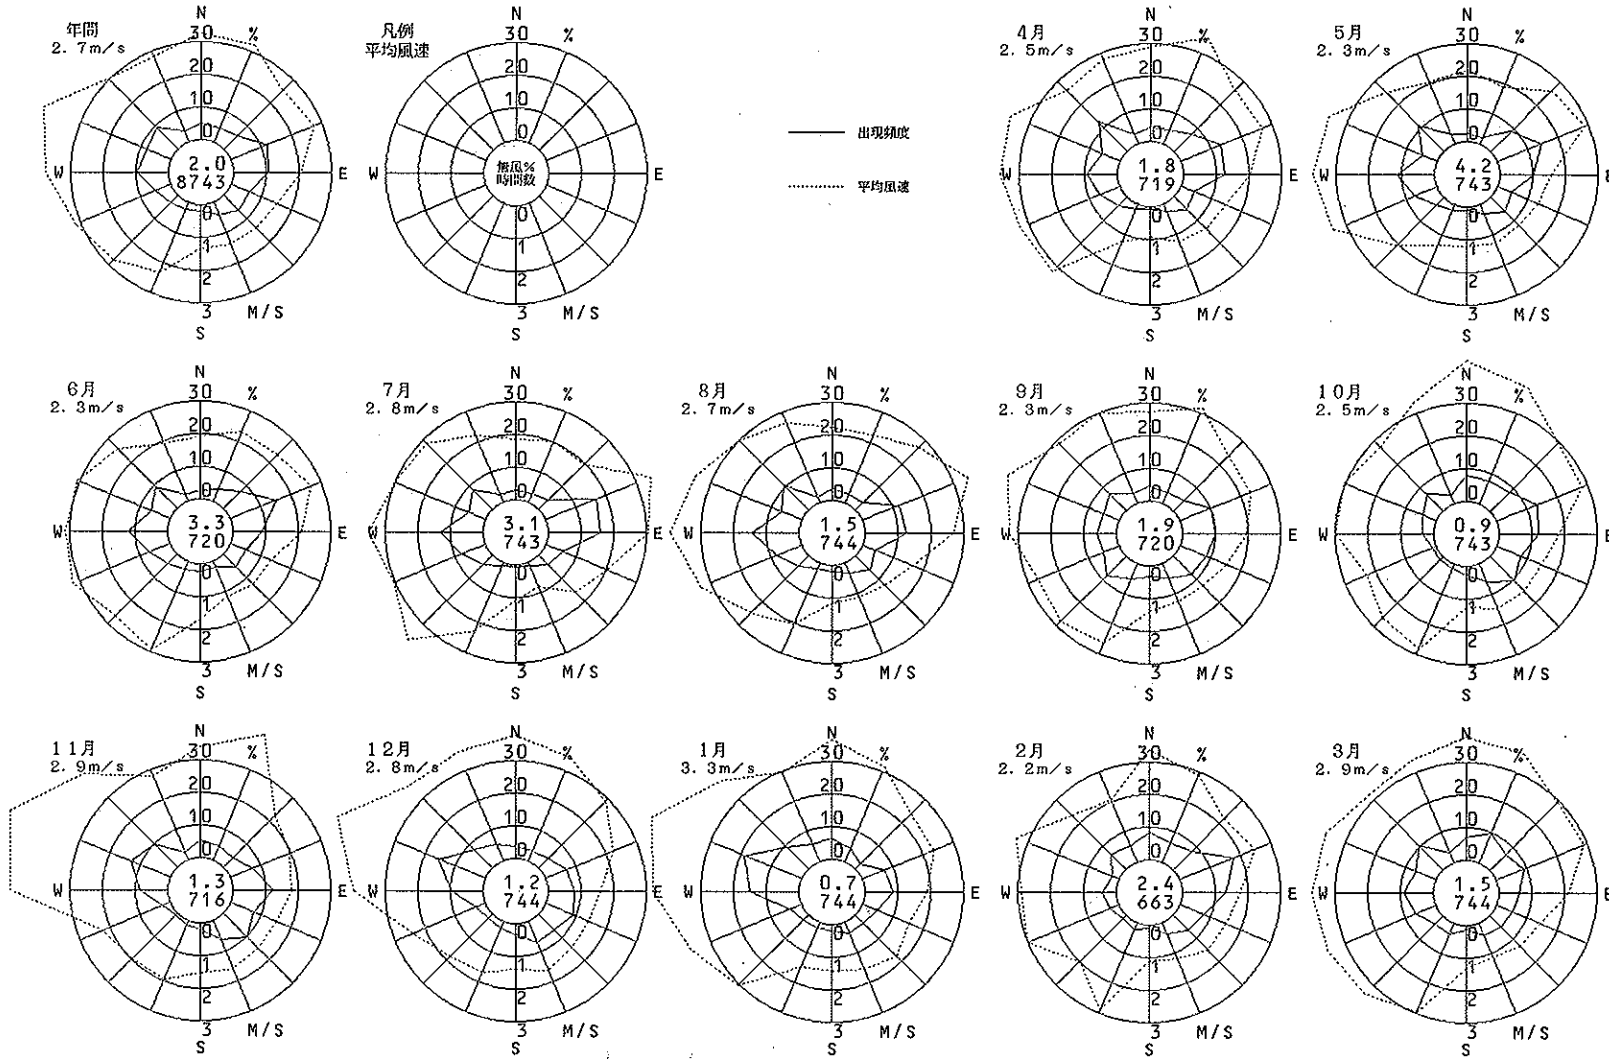 年間
2.7m/s
N
30 %
20
10
0
2.0
8743
W
E
0
1
2
3 M/S
S
凡例
平均風速
N
30 %
20
10
0
無風%
時間数
W
E
0
1
2
3 M/S
S
出現頻度
平均風速
4月
2.5m/s
N
30 %
20
10
0
1.8
719
W
E
0
1
2
3 M/S
S
5月
2.3m/s
N
30 %
20
10
0
4.2
743
W
E
0
1
2
3 M/S
S
6月
2.3m/s
N
30 %
20
10
0
3.3
720
W
E
0
1
2
3 M/S
S
7月
2.8m/s
N
30 %
20
10
0
3.1
743
W
E
0
1
2
3 M/S
S
8月
2.7m/s
N
30 %
20
10
0
1.5
744
W
E
0
1
2
3 M/S
S
9月
2.3m/s
N
30 %
20
10
0
1.9
720
W
E
0
1
2
3 M/S
S
10月
2.5m/s
N
30 %
20
10
0
0.9
743
W
E
0
1
2
3 M/S
S
11月
2.9m/s
N
30 %
20
10
0
1.3
716
W
E
0
1
2
3 M/S
S
12月
2.8m/s
N
30 %
20
10
0
1.2
744
W
E
0
1
2
3 M/S
S
1月
3.3m/s
N
30 %
20
10
0
0.7
744
W
E
0
1
2
3 M/S
S
2月
2.2m/s
N
30 %
20
10
0
2.4
663
W
E
0
1
2
3 M/S
S
3月
2.9m/s
N
30 %
20
10
0
1.5
744
W
E
0
1
2
3 M/S
S